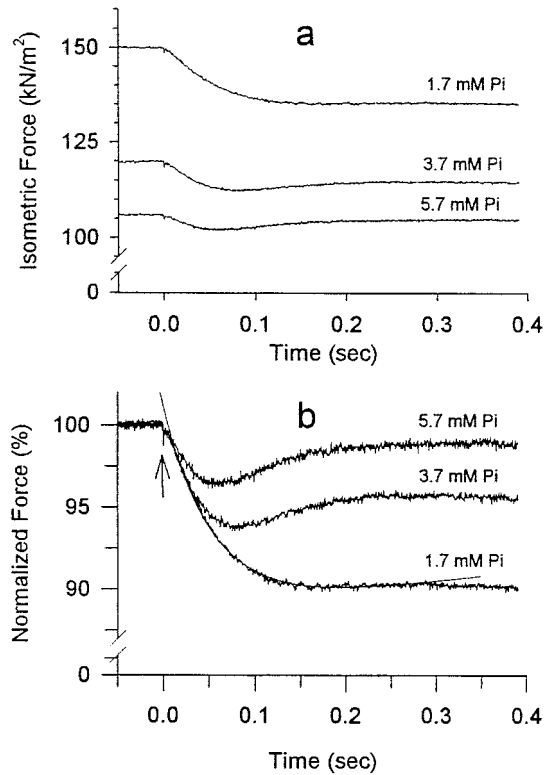 a
Isometric Force (kN/m²)
150
125
100
0
1.7 mM Pi
3.7 mM Pi
5.7 mM Pi
0.0 0.1 0.2 0.3 0.4
Time (sec)
b
Normalized Force (%)
100
95
90
0
5.7 mM Pi
3.7 mM Pi
1.7 mM Pi
0.0 0.1 0.2 0.3 0.4
Time (sec)